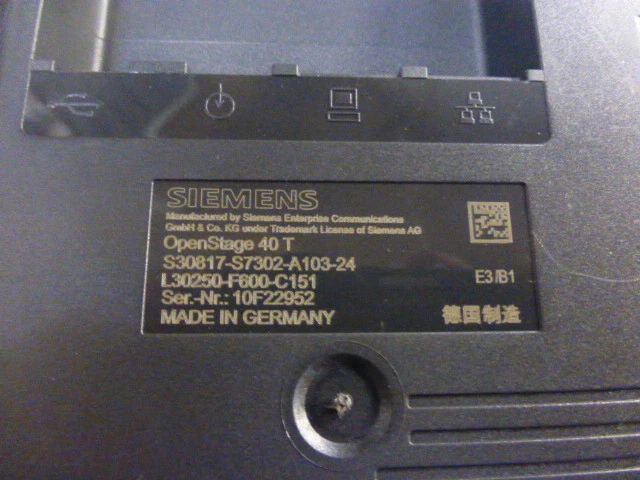 SIEMENS
Manufactured by Siemens Enterprise Communications
GmbH & Co. KG under Trademark License of Siemens AG
OpenStage 40 T
S30817-S7302-A103-24
L30250-F600-C151 E3/B1
Ser.-Nr.: 10F22952
MADE IN GERMANY 德国制造